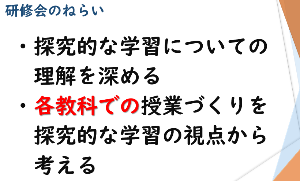 研修会のねらい
・探究的な学習についての
理解を深める
・各教科での授業づくりを
探究的な学習の視点から
考える